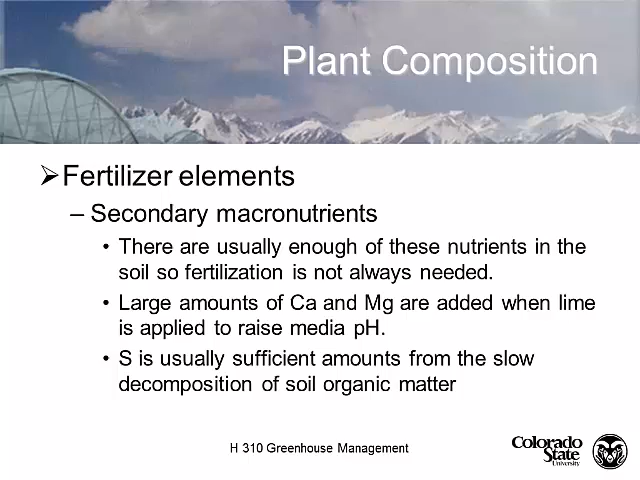 Plant Composition
➢Fertilizer elements
– Secondary macronutrients
• There are usually enough of these nutrients in the
soil so fertilization is not always needed.
• Large amounts of Ca and Mg are added when lime
is applied to raise media pH.
• S is usually sufficient amounts from the slow
decomposition of soil organic matter
H 310 Greenhouse Management
Colorado
State
University